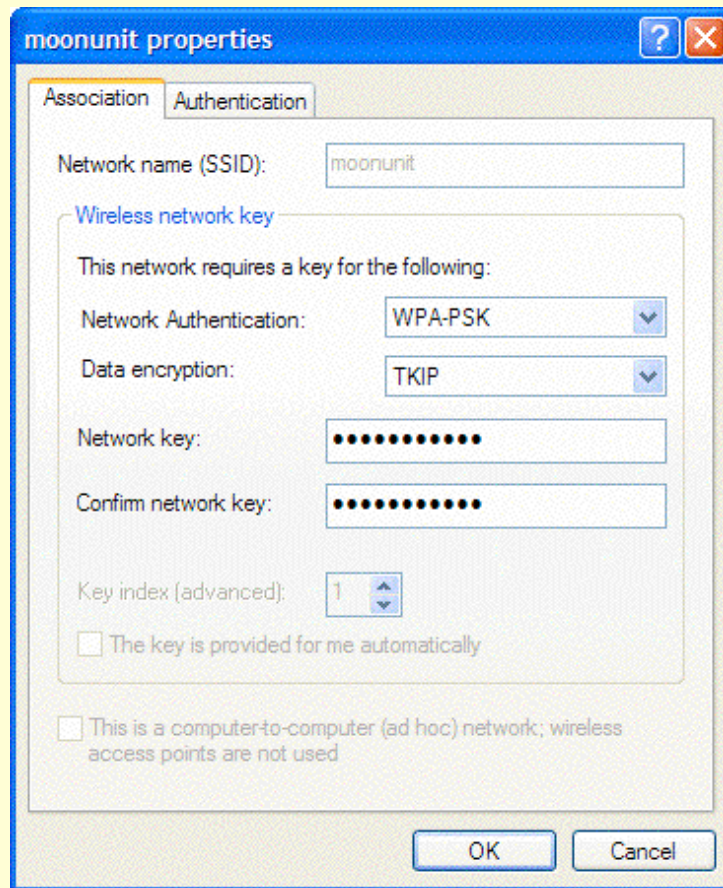 moonunit properties
Association Authentication
Network name (SSID): moonunit
Wireless network key
This network requires a key for the following:
Network Authentication: WPA-PSK
Data encryption: TKIP
Network key: •••••••••••
Confirm network key: •••••••••••
Key index (advanced): 1
The key is provided for me automatically
This is a computer-to-computer (ad hoc) network; wireless
access points are not used
OK Cancel